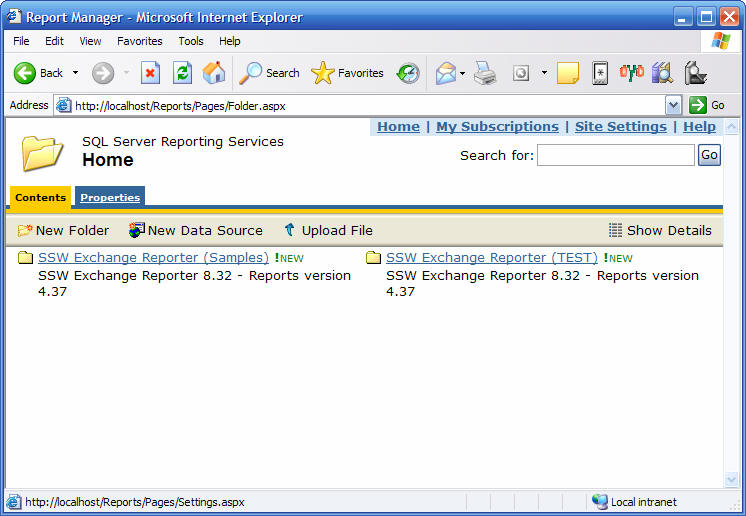 Report Manager - Microsoft Internet Explorer
File Edit View Favorites Tools Help
Back Search Favorites
Address http://localhost/Reports/Pages/Folder.aspx Go
Home | My Subscriptions | Site Settings | Help
SQL Server Reporting Services
Home
Search for: Go
Contents Properties
New Folder New Data Source Upload File Show Details
SSW Exchange Reporter (Samples) !NEW SSW Exchange Reporter (TEST) !NEW
SSW Exchange Reporter 8.32 - Reports version SSW Exchange Reporter 8.32 - Reports version
4.37 4.37
http://localhost/Reports/Pages/Settings.aspx Local intranet